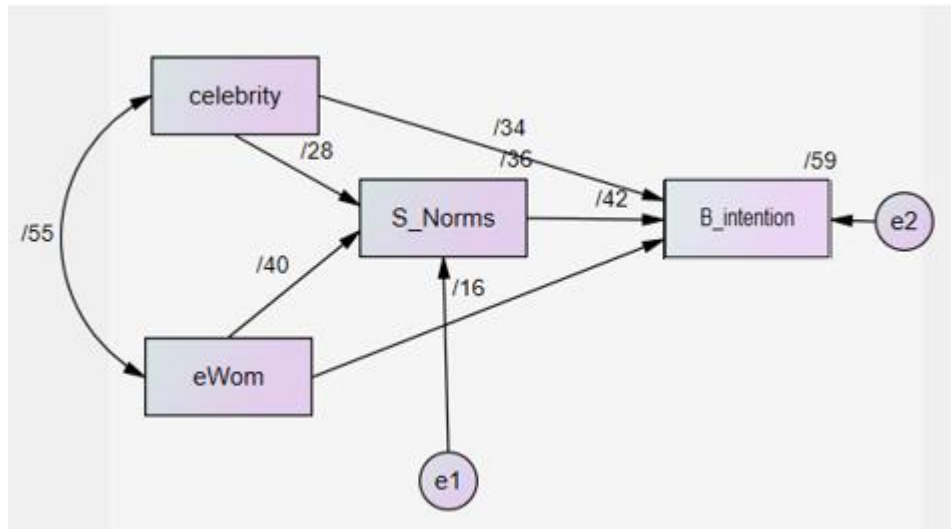 celebrity
/34
/59
/28
/36
S_Norms
/42
B_intention
e2
/55
/40
/16
eWom
e1